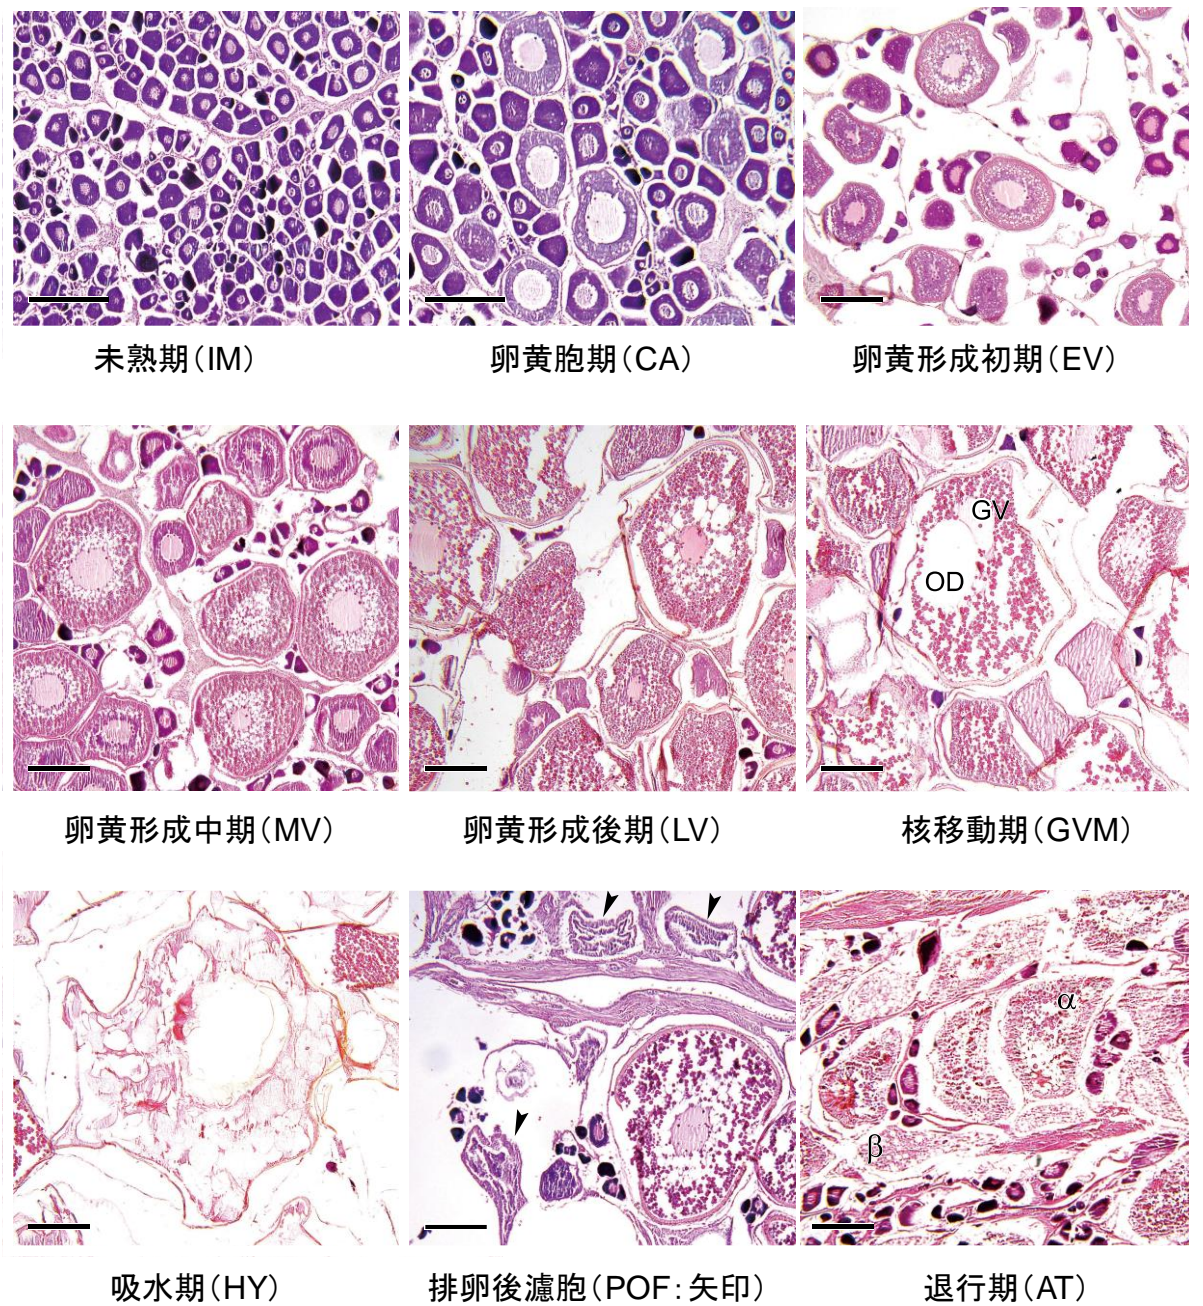 未熟期(IM)
卵黄胞期(CA)
卵黄形成初期(EV)
GV
OD
卵黄形成中期(MV)
卵黄形成後期(LV)
核移動期(GVM)
α
β
吸水期(HY)
排卵後濾胞(POF:矢印)
退行期(AT)